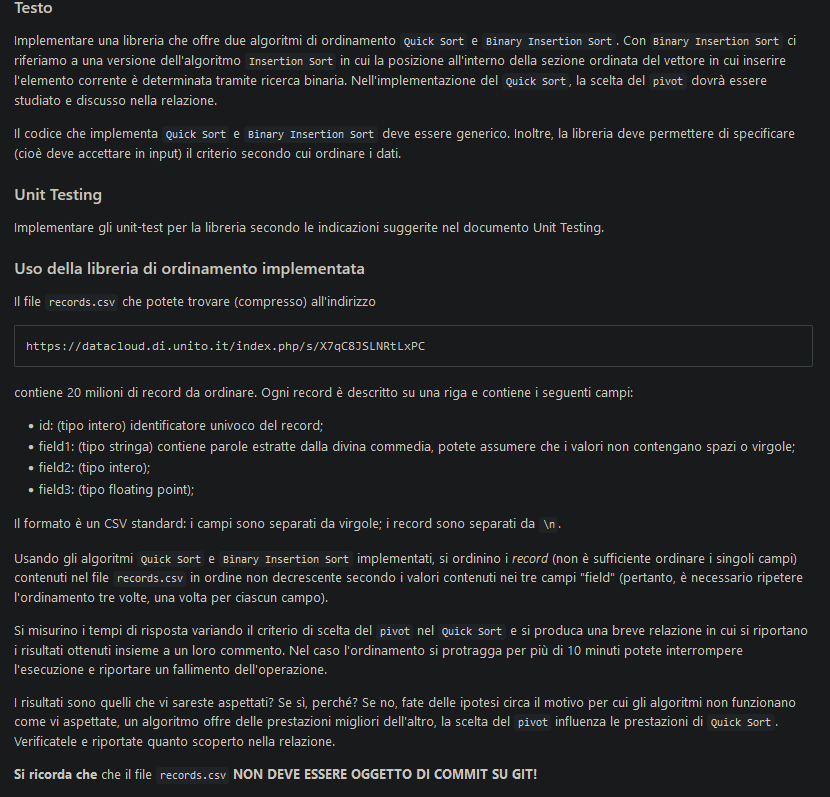 Testo
Implementare una libreria che offre due algoritmi di ordinamento Quick Sort e Binary Insertion Sort. Con Binary Insertion Sort ci
riferiamo a una versione dell'algoritmo Insertion Sort in cui la posizione all'interno della sezione ordinata del vettore in cui inserire
l'elemento corrente è determinata tramite ricerca binaria. Nell'implementazione del Quick Sort, la scelta del pivot dovrà essere
studiato e discusso nella relazione.
Il codice che implementa Quick Sort e Binary Insertion Sort deve essere generico. Inoltre, la libreria deve permettere di specificare
(cioè deve accettare in input) il criterio secondo cui ordinare i dati.
Unit Testing
Implementare gli unit-test per la libreria secondo le indicazioni suggerite nel documento Unit Testing.
Uso della libreria di ordinamento implementata
Il file records.csv che potete trovare (compresso) all'indirizzo
https://datacloud.di.unito.it/index.php/s/X7qC8JSLNRtLxPC
contiene 20 milioni di record da ordinare. Ogni record è descritto su una riga e contiene i seguenti campi:
• id: (tipo intero) identificatore univoco del record;
• field1: (tipo stringa) contiene parole estratte dalla divina commedia, potete assumere che i valori non contengano spazi o virgole;
• field2: (tipo intero);
• field3: (tipo floating point);
Il formato è un CSV standard: i campi sono separati da virgole; i record sono separati da \n.
Usando gli algoritmi Quick Sort e Binary Insertion Sort implementati, si ordinino i record (non è sufficiente ordinare i singoli campi)
contenuti nel file records.csv in ordine non decrescente secondo i valori contenuti nei tre campi "field" (pertanto, è necessario ripetere
l'ordinamento tre volte, una volta per ciascun campo).
Si misurino i tempi di risposta variando il criterio di scelta del pivot nel Quick Sort e si produca una breve relazione in cui si riportano
i risultati ottenuti insieme a un loro commento. Nel caso l'ordinamento si protragga per più di 10 minuti potete interrompere
l'esecuzione e riportare un fallimento dell'operazione.
I risultati sono quelli che vi sareste aspettati? Se sì, perché? Se no, fate delle ipotesi circa il motivo per cui gli algoritmi non funzionano
come vi aspettate, un algoritmo offre delle prestazioni migliori dell'altro, la scelta del pivot influenza le prestazioni di Quick Sort.
Verificatele e riportate quanto scoperto nella relazione.
Si ricorda che che il file records.csv NON DEVE ESSERE OGGETTO DI COMMIT SU GIT!